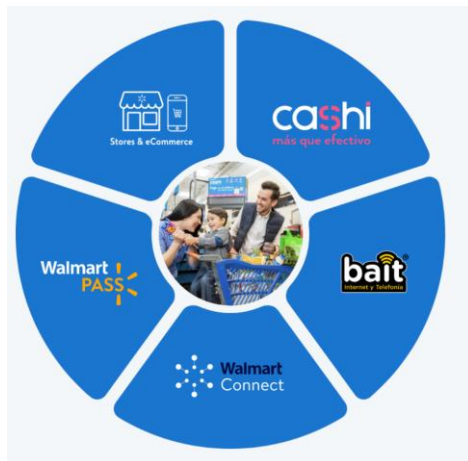 Stores & eCommerce
cashi
más que efectivo
Walmart
PASS
bait
Internet y Telefonía
Walmart
Connect